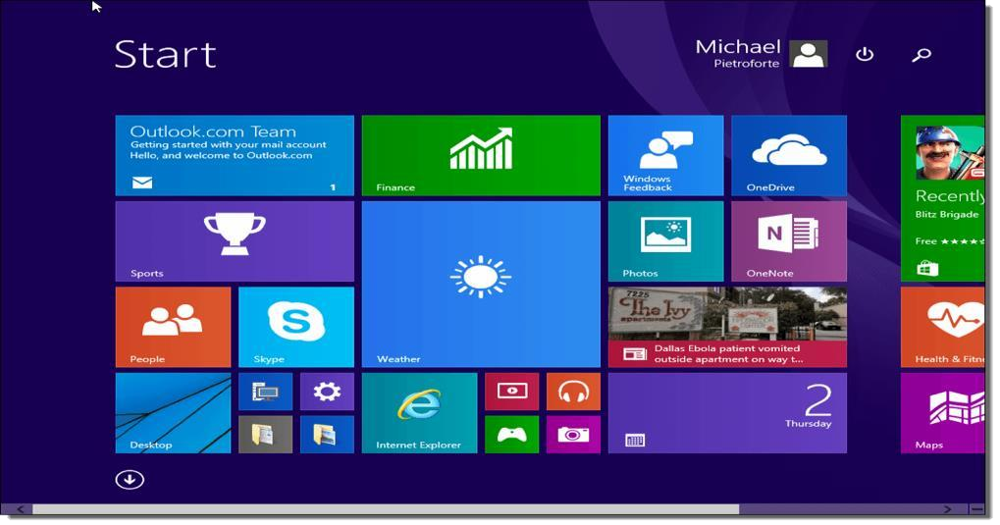 Start
Michael
Pietroforte
Outlook.com Team
Getting started with your mail account
Hello, and welcome to Outlook.com
1
Finance
Windows
Feedback
OneDrive
Recently
Blitz Brigade
Free
Sports
Weather
Photos
N
OneNote
7225
The Ivy
apartments
Dallas Ebola patient vomited
outside apartment on way t...
People
S
Skype
Health & Fitn
Desktop
Internet Explorer
2
Thursday
Maps